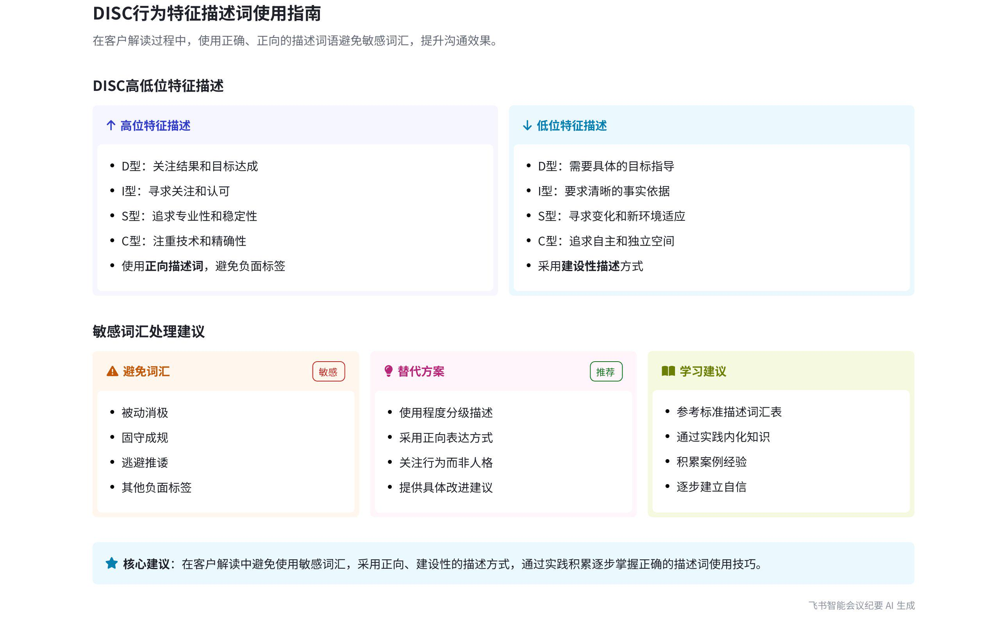 DISC行为特征描述词使用指南
在客户解读过程中，使用正确、正向的描述词语避免敏感词汇，提升沟通效果。
DISC高低位特征描述
高位特征描述
D型：关注结果和目标达成
I型：寻求关注和认可
S型：追求专业性和稳定性
C型：注重技术和精确性
使用正向描述词，避免负面标签
低位特征描述
D型：需要具体的目标指导
I型：要求清晰的事实依据
S型：寻求变化和新环境适应
C型：追求自主和独立空间
采用建设性描述方式
敏感词汇处理建议
避免词汇
敏感
被动消极
固守成规
逃避推诿
其他负面标签
替代方案
推荐
使用程度分级描述
采用正向表达方式
关注行为而非人格
提供具体改进建议
学习建议
参考标准描述词汇表
通过实践内化知识
积累案例经验
逐步建立自信
核心建议：在客户解读中避免使用敏感词汇，采用正向、建设性的描述方式，通过实践积累逐步掌握正确的描述词使用技巧。
飞书智能会议纪要 AI 生成